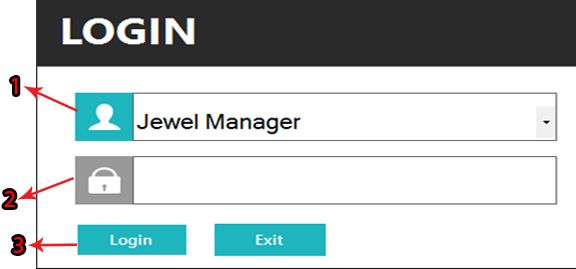 LOGIN
1
Jewel Manager
2
3
Login Exit